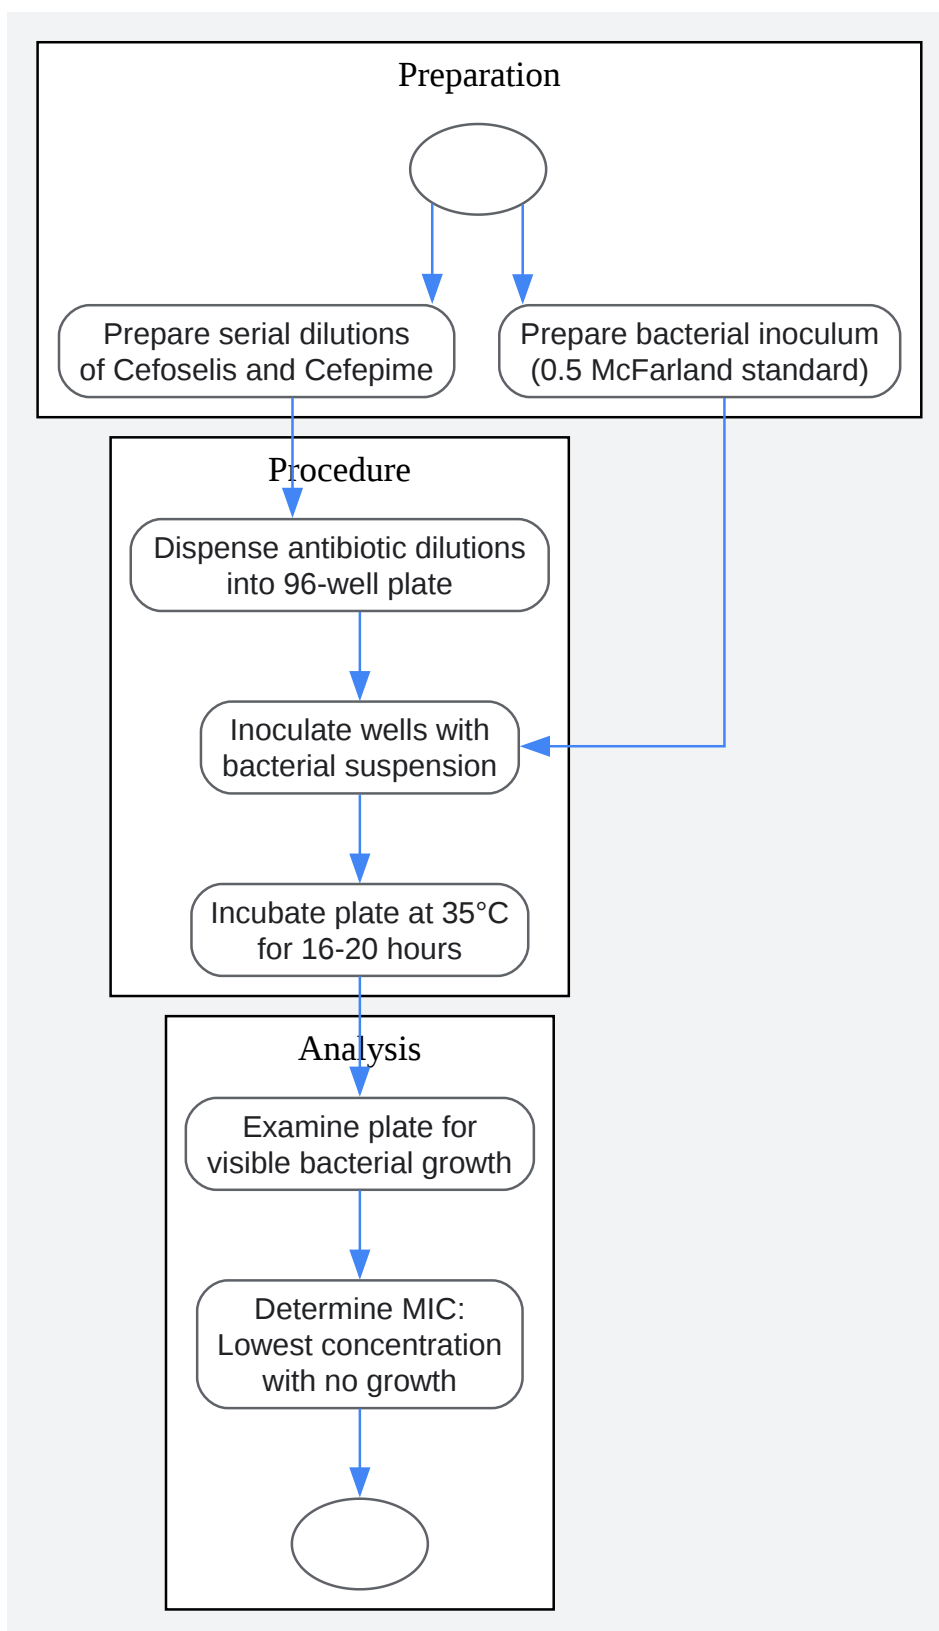 Preparation
Prepare serial dilutions
of Cefoselis and Cefepime
Prepare bacterial inoculum
(0.5 McFarland standard)
Procedure
Dispense antibiotic dilutions
into 96-well plate
Inoculate wells with
bacterial suspension
Incubate plate at 35°C
for 16-20 hours
Analysis
Examine plate for
visible bacterial growth
Determine MIC:
Lowest concentration
with no growth